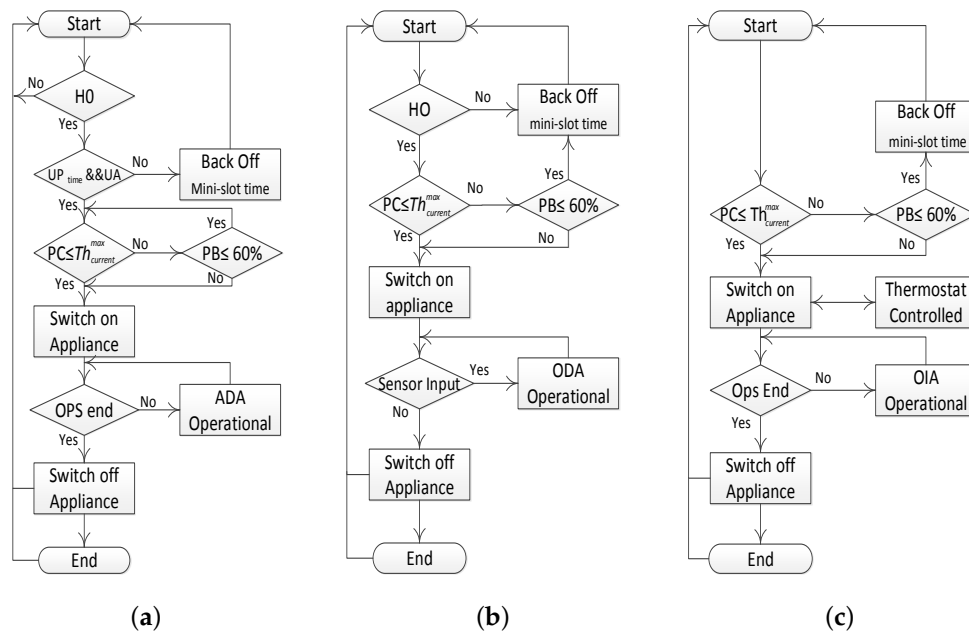 Start
No
H0
Yes
UP time &&UA
No
Back Off
Mini-slot time
Yes
Yes
PC≤Th max current
No
PB≤ 60%
Yes
No
Switch on
Appliance
OPS end
No
ADA
Operational
Yes
Switch off
Appliance
End
(a)
Start
HO
No
Back Off
mini-slot time
Yes
Yes
PC≤Th max current
No
PB≤ 60%
Yes
No
Switch on
appliance
Sensor Input
Yes
ODA
Operational
No
Switch off
Appliance
End
(b)
Start
Back Off
mini-slot time
Yes
PC≤ Th max current
No
PB≤ 60%
Yes
No
Switch on
Appliance
Thermostat
Controlled
Ops End
No
OIA
Operational
Yes
Switch off
Appliance
End
(c)